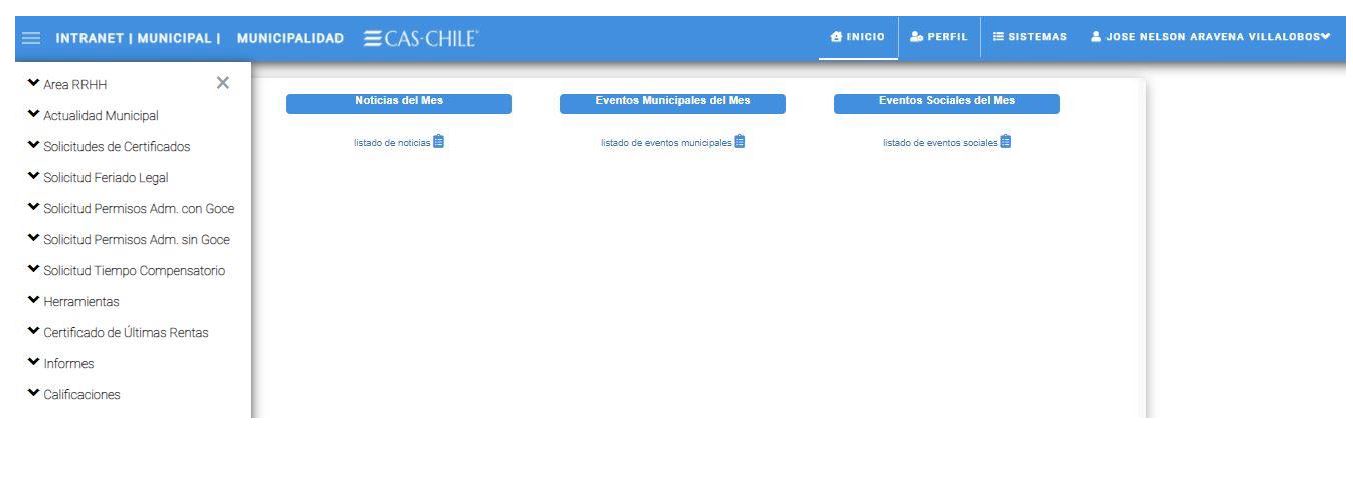 INTRANET | MUNICIPAL | MUNICIPALIDAD CAS-CHILE INICIO PERFIL SISTEMAS JOSE NELSON ARAVENA VILLALOBOS
Area RRHH
Actualidad Municipal
Solicitudes de Certificados
Solicitud Feriado Legal
Solicitud Permisos Adm. con Goce
Solicitud Permisos Adm. sin Goce
Solicitud Tiempo Compensatorio
Herramientas
Certificado de Últimas Rentas
Informes
Calificaciones
Noticias del Mes
listado de noticias
Eventos Municipales del Mes
listado de eventos municipales
Eventos Sociales del Mes
listado de eventos sociales